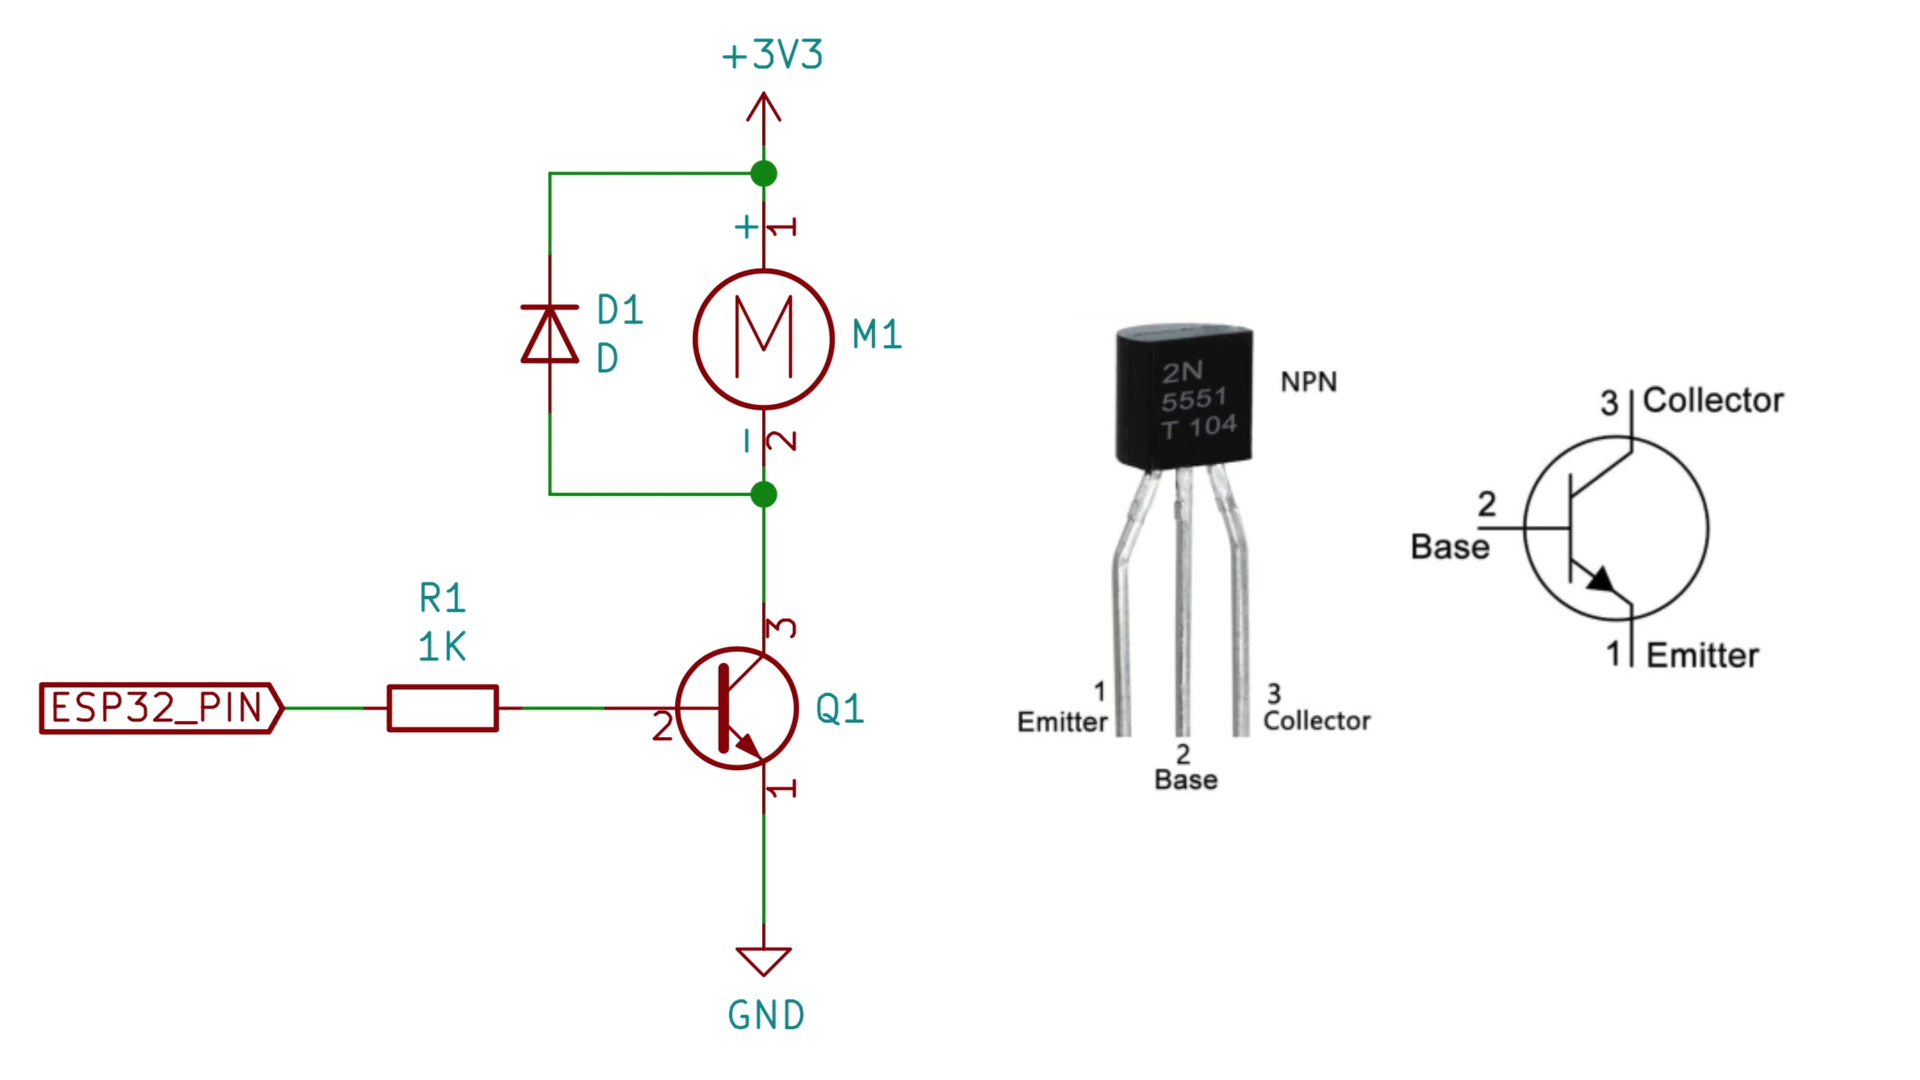 +3V3
+ 1
D1
D
M
M1
- 2
R1
1K
3
ESP32_PIN
2
Q1
1
GND
2N
5551
T 104
NPN
1
Emitter
2
Base
3
Collector
3 Collector
2
Base
1 Emitter